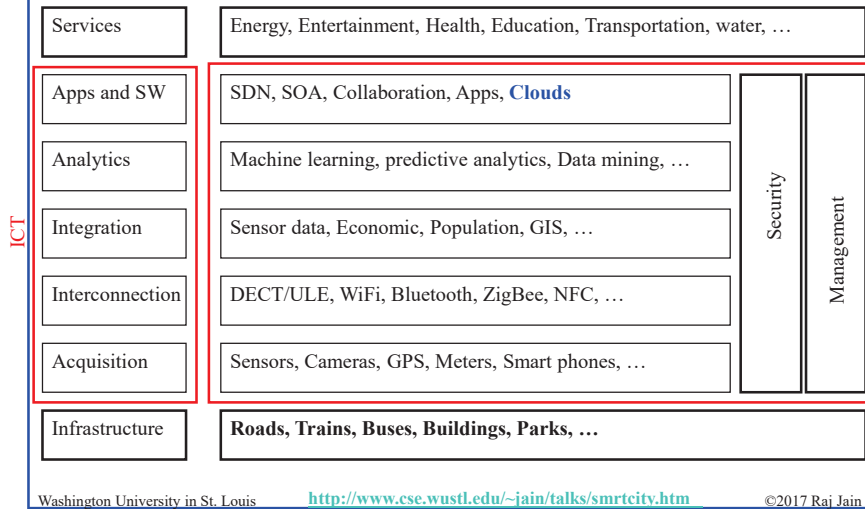 Services
Energy, Entertainment, Health, Education, Transportation, water, …
Apps and SW
SDN, SOA, Collaboration, Apps, Clouds
Analytics
Machine learning, predictive analytics, Data mining, …
Integration
Sensor data, Economic, Population, GIS, …
Interconnection
DECT/ULE, WiFi, Bluetooth, ZigBee, NFC, …
Acquisition
Sensors, Cameras, GPS, Meters, Smart phones, …
ICT
Security
Management
Infrastructure
Roads, Trains, Buses, Buildings, Parks, …
Washington University in St. Louis
http://www.cse.wustl.edu/~jain/talks/smrtcity.htm
©2017 Raj Jain